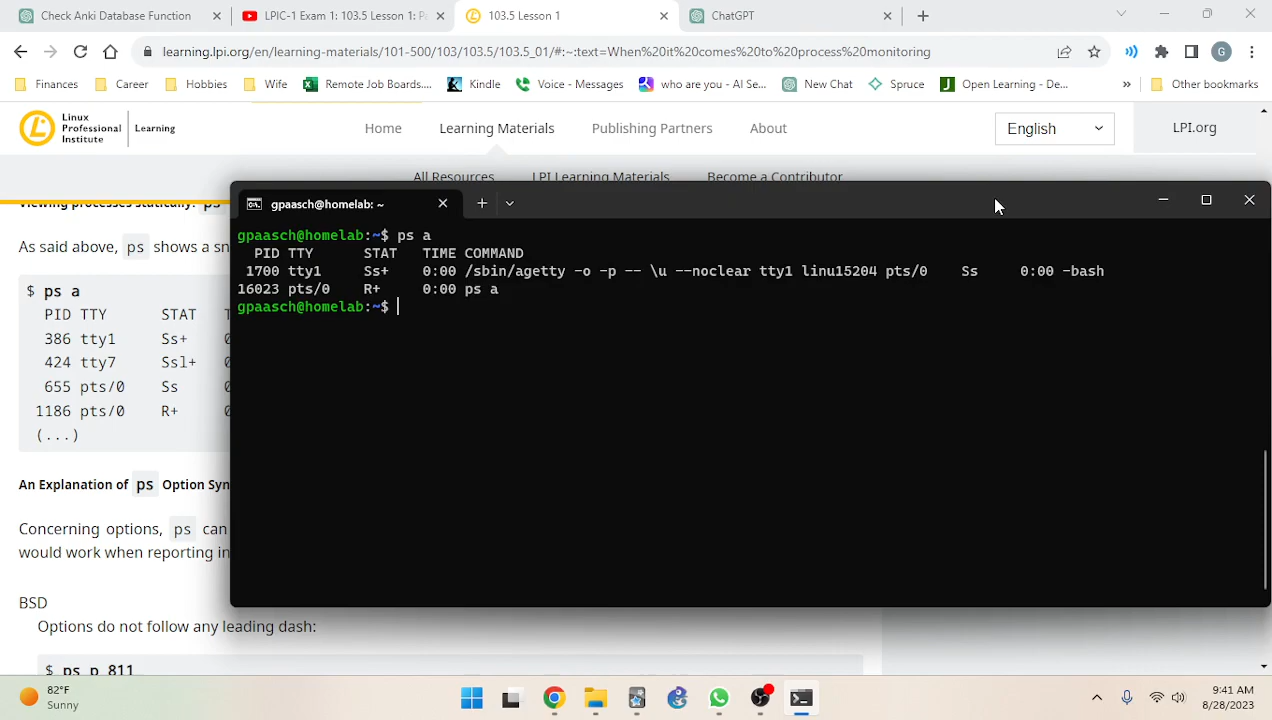 Check Anki Database Function
LPIC-1 Exam 1: 103.5 Lesson 1: P
103.5 Lesson 1
ChatGPT
learning.lpi.org/en/learning-materials/101-500/103/103.5/103.5_01/#:~:text=When%20it%20comes%20to%20process%20monitoring
G
Finances
Career
Hobbies
Wife
Remote Job Boards....
Kindle
Voice - Messages
who are you - AI Se...
New Chat
Spruce
Open Learning - De...
»
Other bookmarks
Linux
Professional
Institute
Learning
Home
Learning Materials
Publishing Partners
About
English
LPI.org
All Resources
LPI Learning Materials
Become a Contributor
Viewing processes statically: ps
As said above, ps shows a sn
$ ps a
PID TTY STAT T
386 tty1 Ss+ 0
424 tty7 Ssl+ 0
655 pts/0 Ss 0
1186 pts/0 R+ 0
(...)
An Explanation of ps Option Syn
Concerning options, ps can
would work when reporting in
BSD
Options do not follow any leading dash:
$ ps p 811
gpaasch@homelab: ~
gpaasch@homelab:~$ ps a
PID TTY STAT TIME COMMAND
1700 tty1 Ss+ 0:00 /sbin/agetty -o -p -- \u --noclear tty1 linu15204 pts/0 Ss 0:00 -bash
16023 pts/0 R+ 0:00 ps a
gpaasch@homelab:~$
82°F
Sunny
9:41 AM
8/28/2023